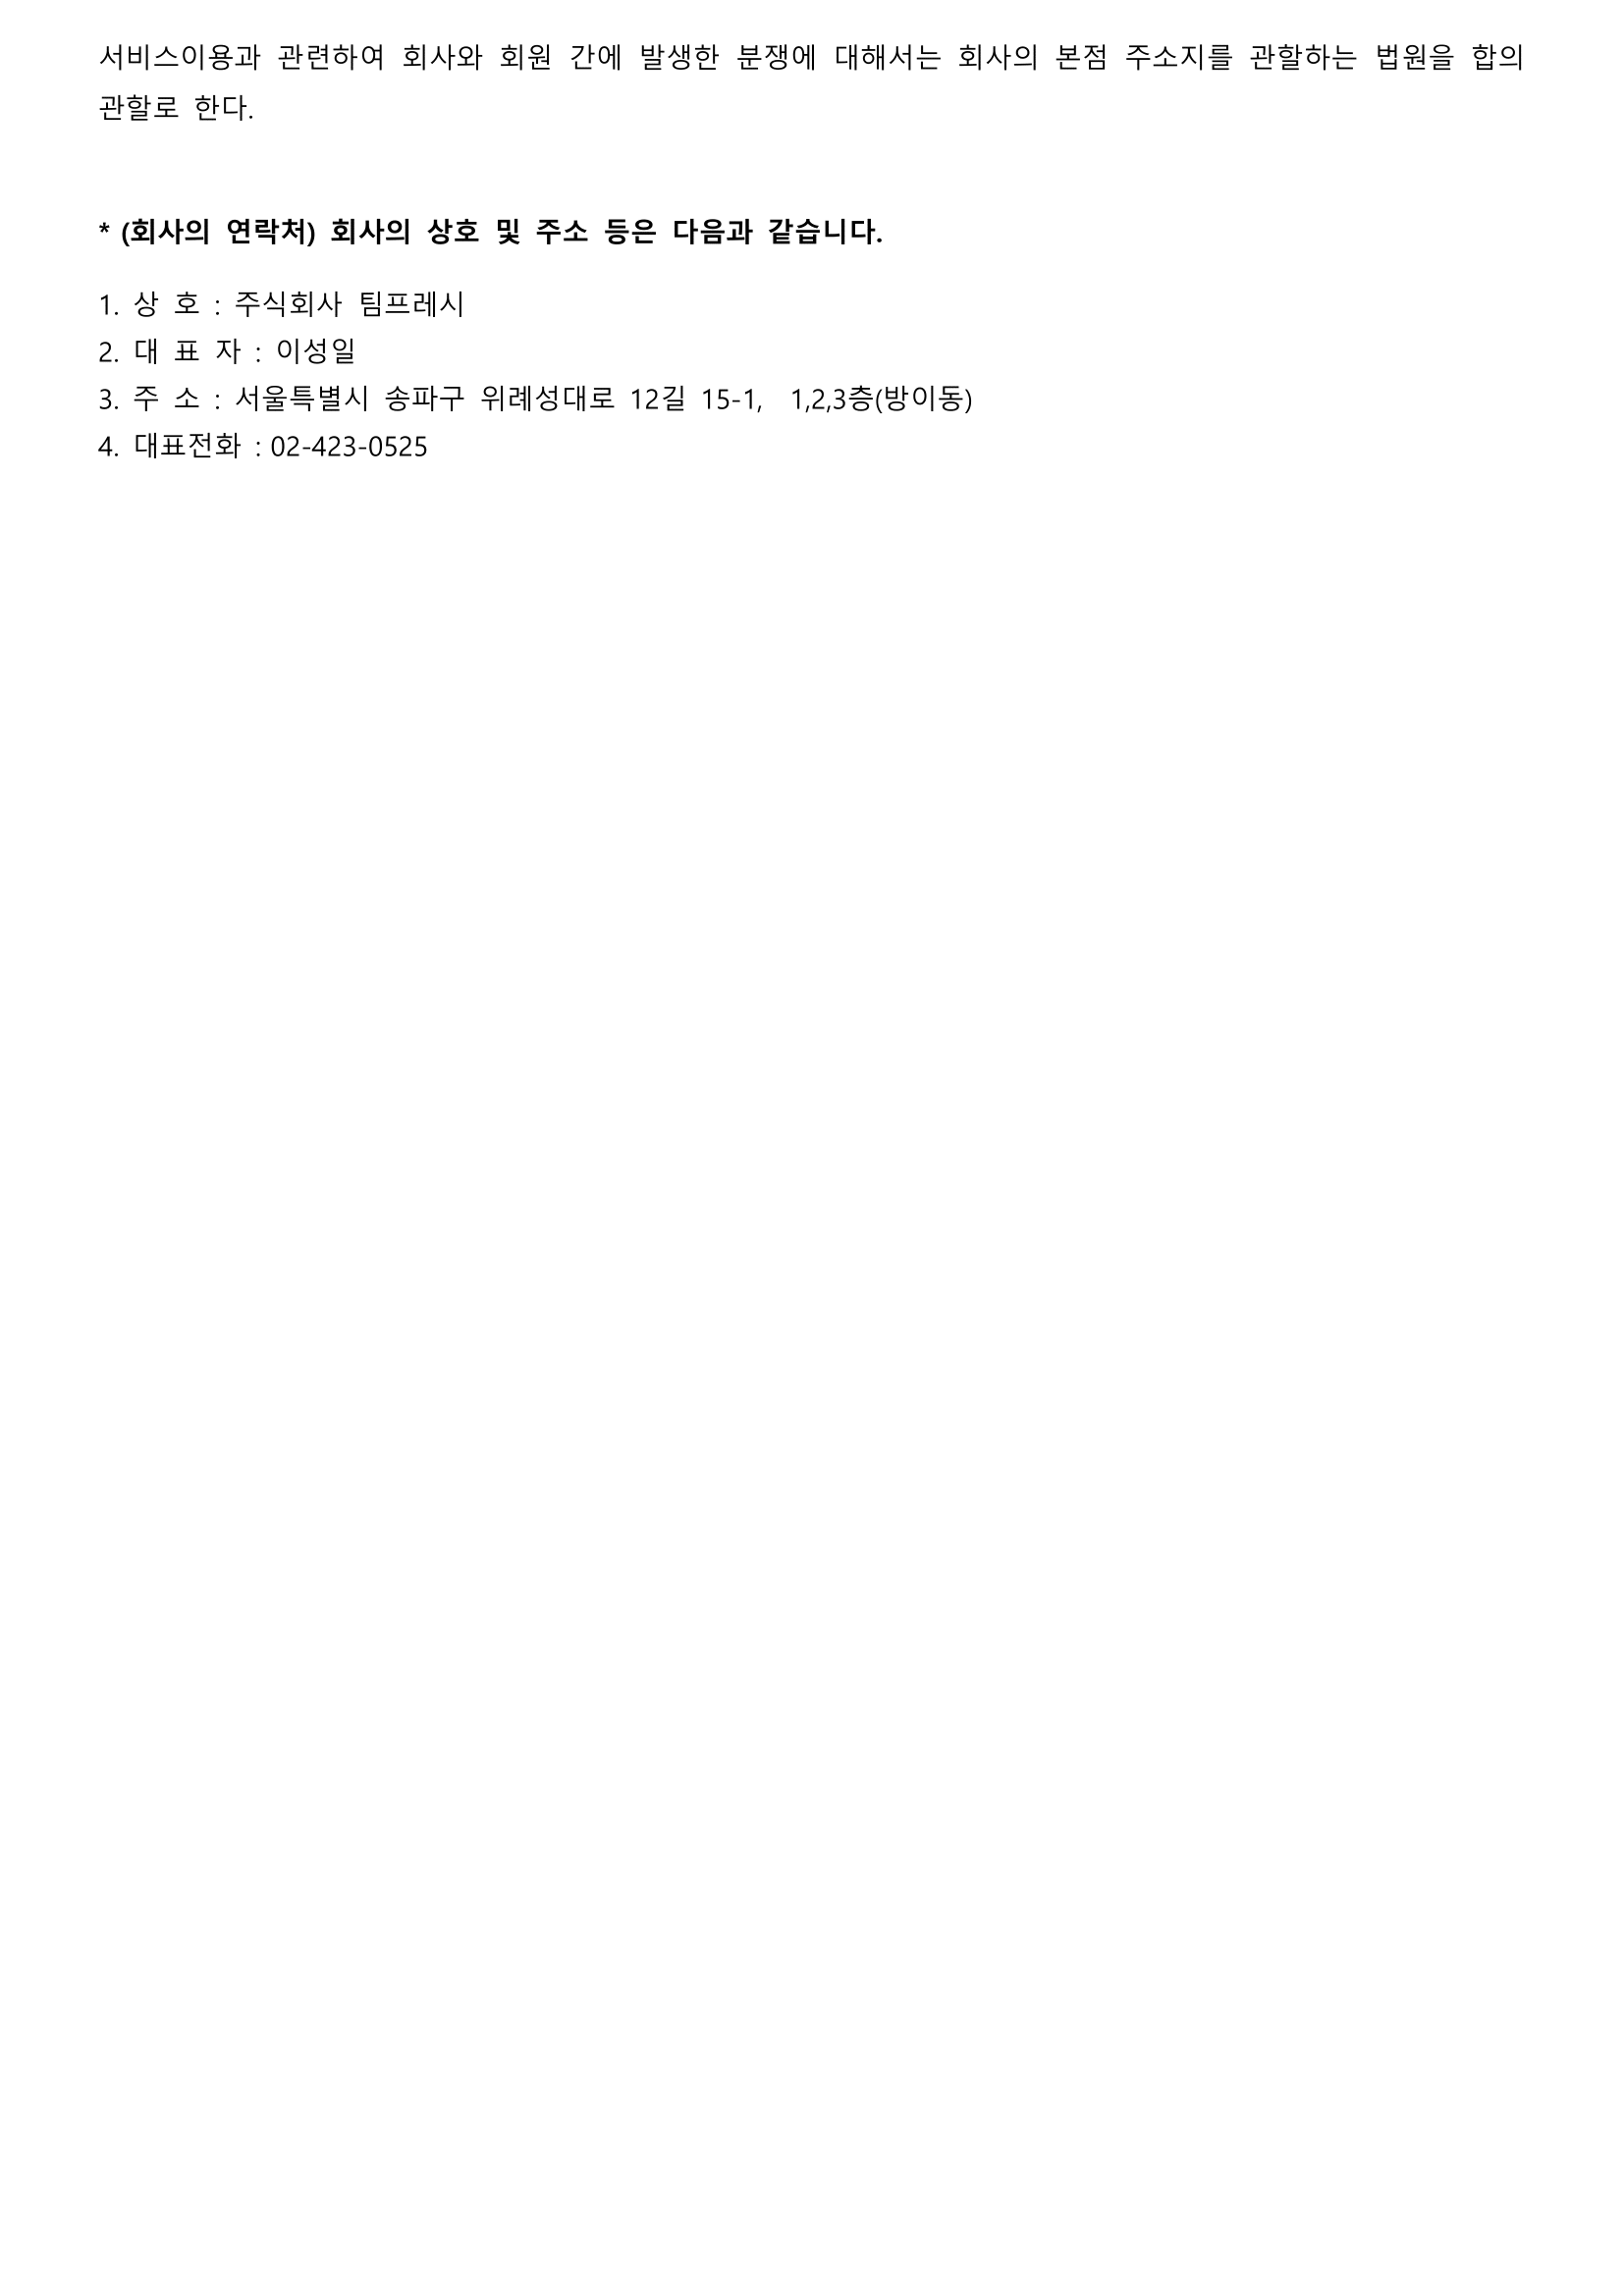 서비스이용과 관련하여 회사와 회원 간에 발생한 분쟁에 대해서는 회사의 본점 주소지를 관할하는 법원을 합의
관할로 한다.
* (회사의 연락처) 회사의 상호 및 주소 등은 다음과 같습니다.
1. 상 호 : 주식회사 팀프레시
2. 대 표 자 : 이성일
3. 주 소 : 서울특별시 송파구 위례성대로 12길 15-1, 1,2,3층(방이동)
4. 대표전화 : 02-423-0525